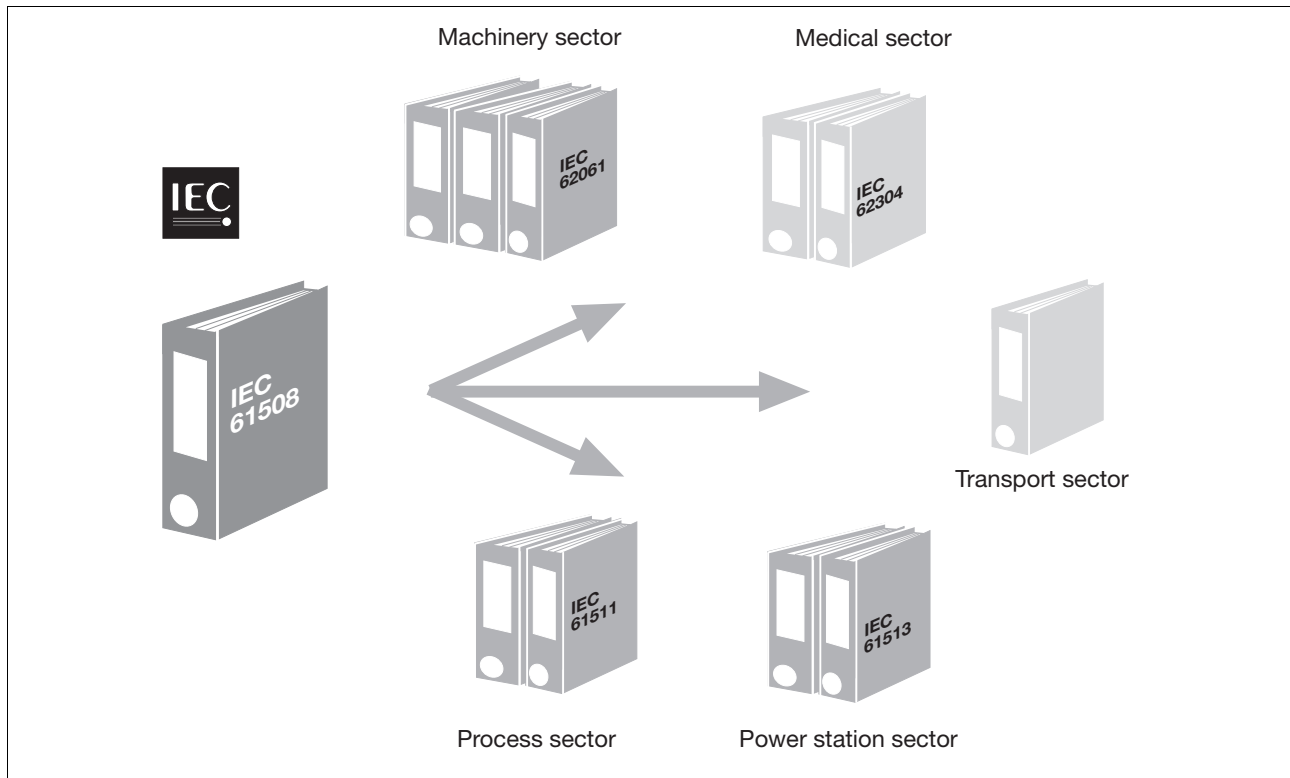 Machinery sector
Medical sector
IEC
62061
IEC
62304
IEC
IEC
61508
Transport sector
IEC
61511
IEC
61513
Process sector
Power station sector